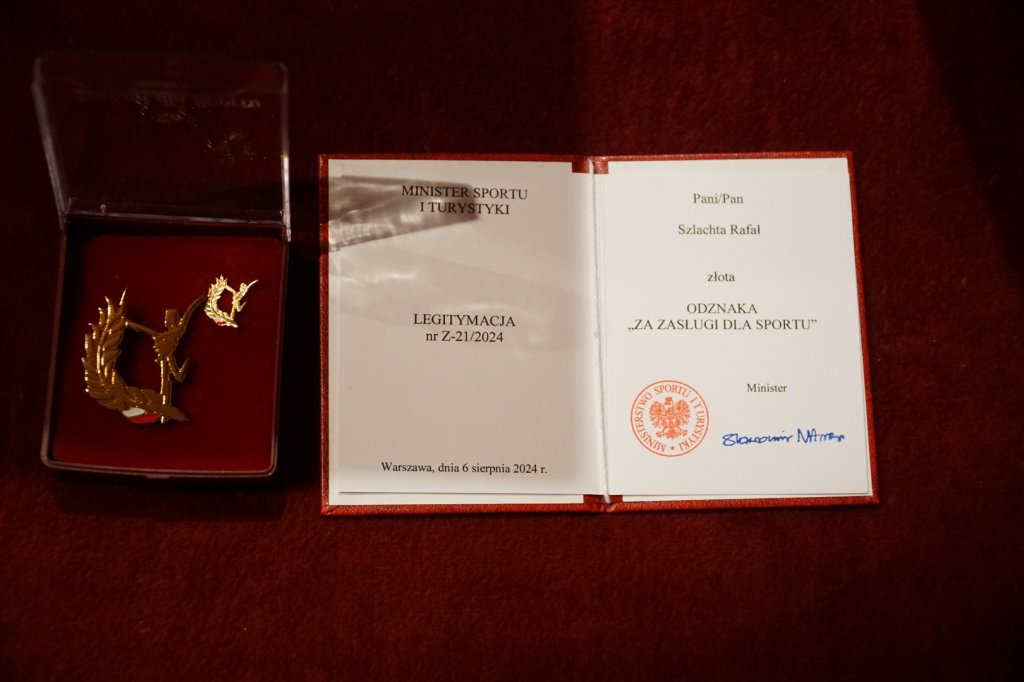 MINISTER SPORTU
I TURYSTYKI
LEGITYMACJA
nr Z-21/2024
Warszawa, dnia 6 sierpnia 2024 r.
Pani/Pan
Szlachta Rafał
złota
ODZNAKA
„ZA ZASŁUGI DLA SPORTU”
Minister
MINISTERSTWO SPORTU I TURYSTYKI